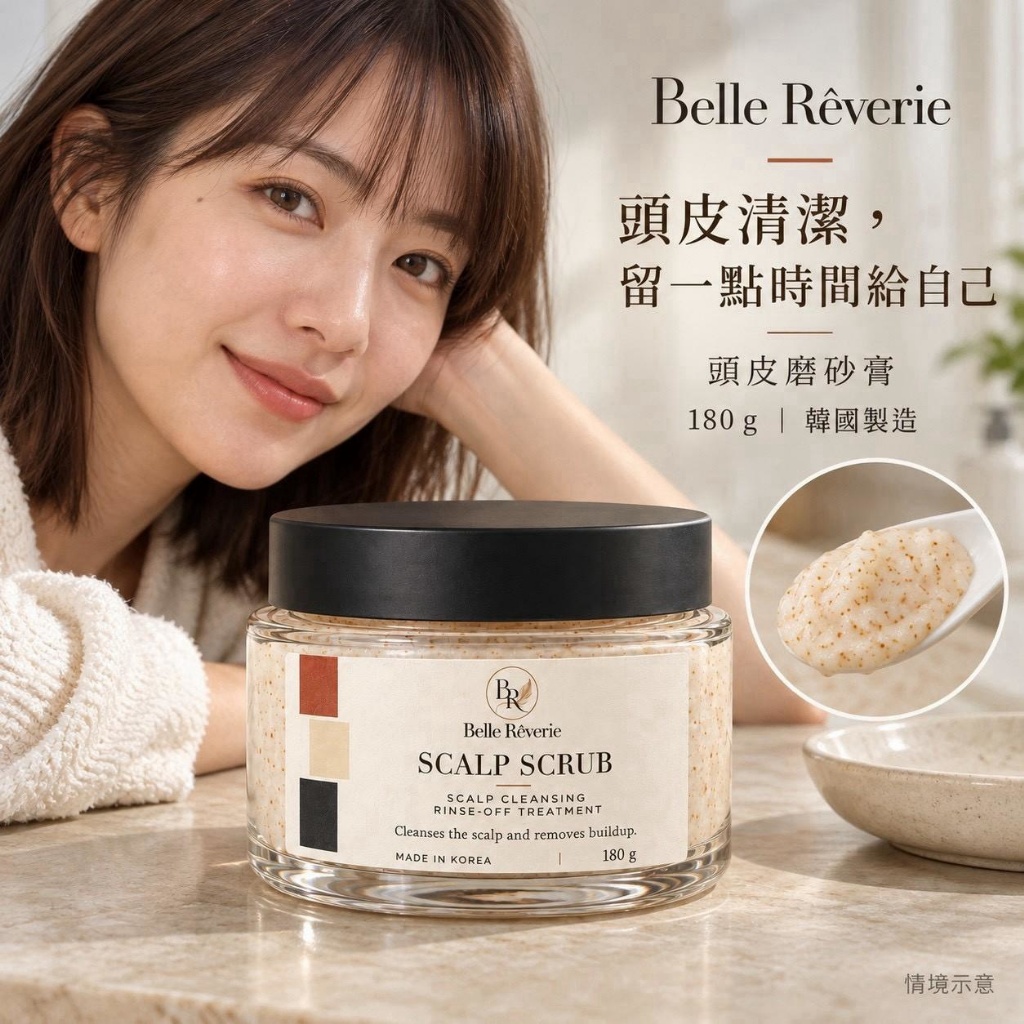 Belle Rêverie
頭皮清潔，
留一點時間給自己
頭皮磨砂膏
180 g | 韓國製造
BR
Belle Rêverie
SCALP SCRUB
SCALP CLEANSING
RINSE-OFF TREATMENT
Cleanses the scalp and removes buildup.
MADE IN KOREA | 180 g
情境示意